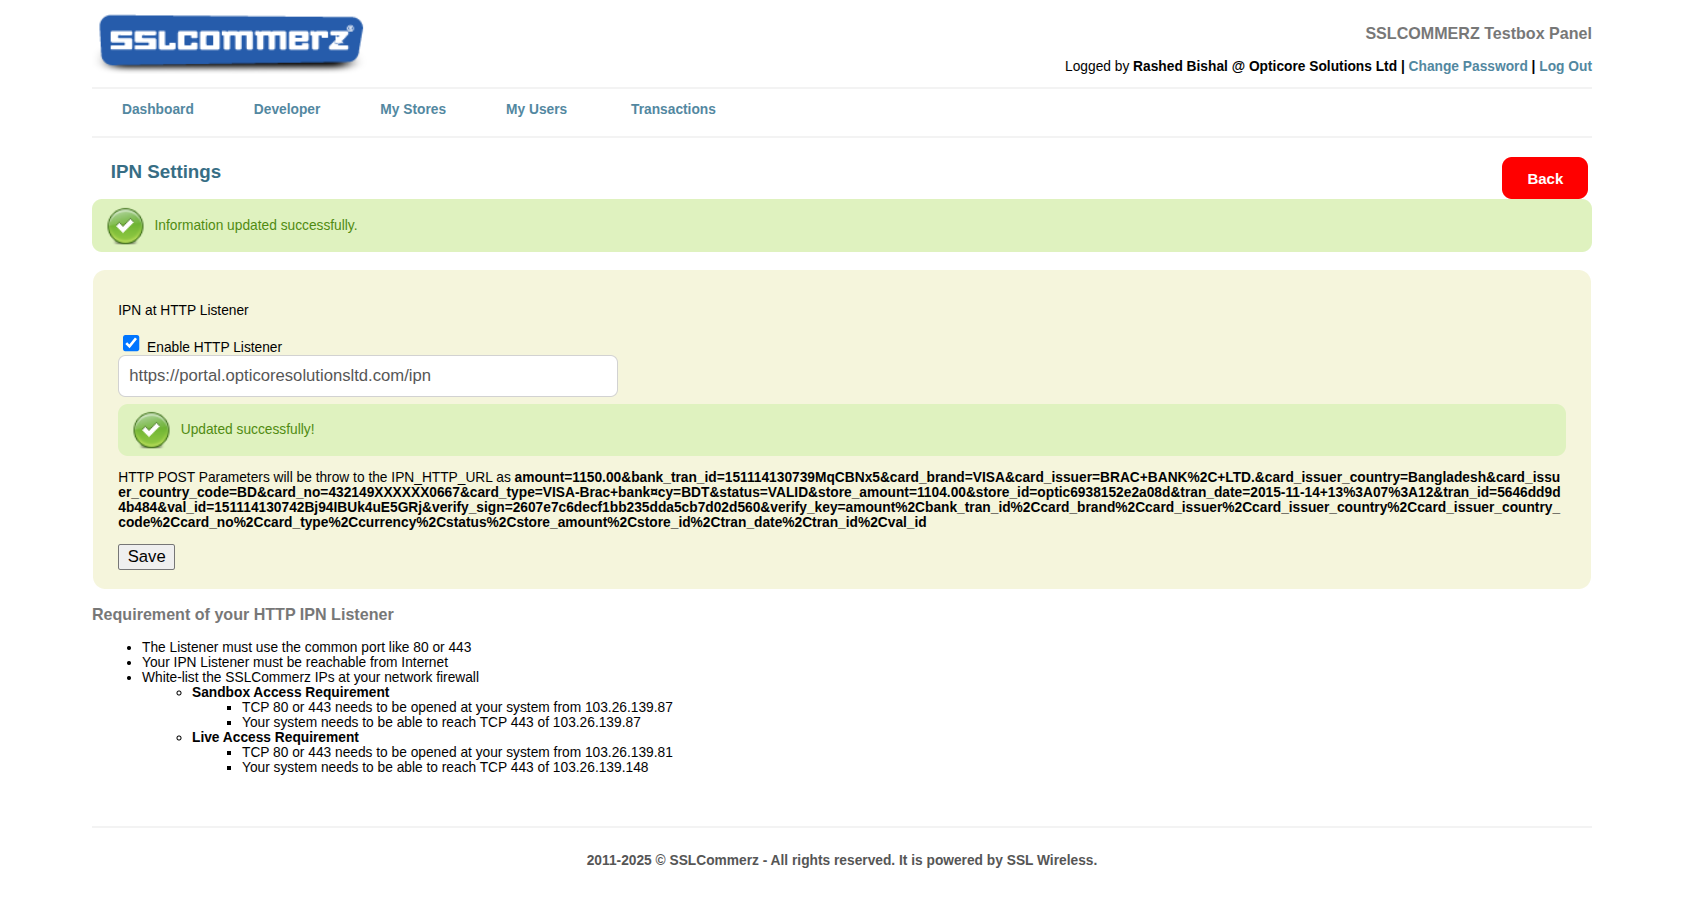 SSLCOMMERZ®
SSLCOMMERZ Testbox Panel
Logged by Rashed Bishal @ Opticore Solutions Ltd | Change Password | Log Out
Dashboard Developer My Stores My Users Transactions
IPN Settings
Back
Information updated successfully.
IPN at HTTP Listener
Enable HTTP Listener
https://portal.opticoresolutionsltd.com/ipn
Updated successfully!
HTTP POST Parameters will be throw to the IPN_HTTP_URL as amount=1150.00&bank_tran_id=151114130739MqCBNx5&card_brand=VISA&card_issuer=BRAC+BANK%2C+LTD.&card_issuer_country=Bangladesh&card_issu
er_country_code=BD&card_no=432149XXXXXX0667&card_type=VISA-Brac+bank¤cy=BDT&status=VALID&store_amount=1104.00&store_id=optic6938152e2a08d&tran_date=2015-11-14+13%3A07%3A12&tran_id=5646dd9d
4b484&val_id=151114130742Bj94IBUk4uE5GRj&verify_sign=2607e7c6decf1bb235dda5cb7d02d560&verify_key=amount%2Cbank_tran_id%2Ccard_brand%2Ccard_issuer%2Ccard_issuer_country%2Ccard_issuer_country_
code%2Ccard_no%2Ccard_type%2Ccurrency%2Cstatus%2Cstore_amount%2Cstore_id%2Ctran_date%2Ctran_id%2Cval_id
Save
Requirement of your HTTP IPN Listener
• The Listener must use the common port like 80 or 443
• Your IPN Listener must be reachable from Internet
• White-list the SSLCommerz IPs at your network firewall
◦ Sandbox Access Requirement
▪ TCP 80 or 443 needs to be opened at your system from 103.26.139.87
▪ Your system needs to be able to reach TCP 443 of 103.26.139.87
◦ Live Access Requirement
▪ TCP 80 or 443 needs to be opened at your system from 103.26.139.81
▪ Your system needs to be able to reach TCP 443 of 103.26.139.148
2011-2025 © SSLCommerz - All rights reserved. It is powered by SSL Wireless.